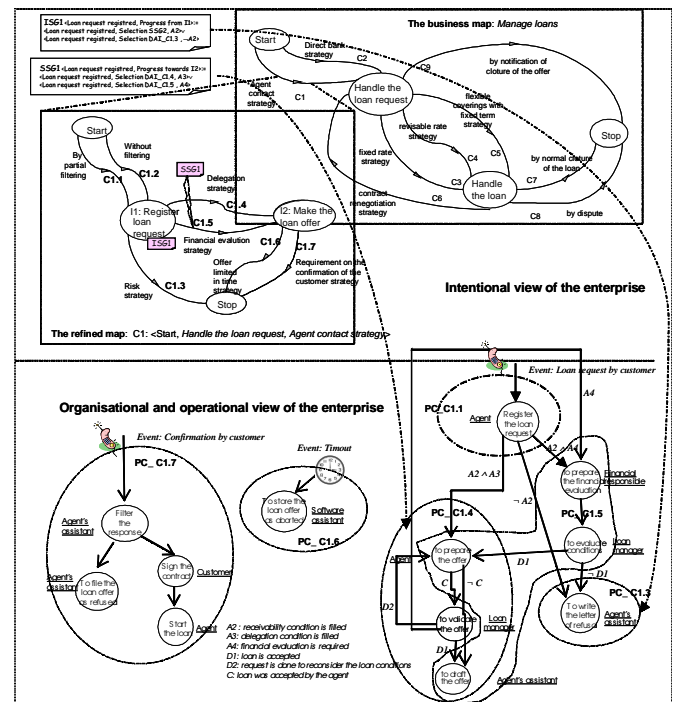 ISG1 <Loan request registred, Progress from I1>:=
<Loan request registred, Selection SSG2, A2>∨
<Loan request registred, Selection DAI_C1.3 ,¬A2>
SSG1 <Loan request registred, Progress towards I2>:=
<Loan request registred, Selection DAI_C1.4, A3>∨
<Loan request registred, Selection DAI_C1.5 , A4>
The business map: Manage loans
Start
Direct bank
strategy
C2
C9
by notification of
cloture of the offer
Agent
contact
strategy
C1
Handle the
loan request
flexible
coverings with
fixed term
strategy
revisable rate
strategy
fixed rate
strategy
C5
C4
C3
Stop
by normal cloture
of the loan
C7
Handle
the loan
C6
contract
renegotiation
strategy
C8
by dispute
Start
Without
filtering
By
partial
filtering
C1.1
C1.2
SSG1
Delegation
strategy
C1.4
I1: Register
loan
request
C1.5
I2: Make the
loan offer
ISG1
Financial evalution
strategy
C1.6
C1.7
Offer
limited
in time
strategy
Requirement on the
confirmation of the
customer strategy
Risk
strategy
C1.3
Stop
The refined map: C1: <Start, Handle the loan request, Agent contact strategy>
Intentional view of the enterprise
Organisational and operational view of the enterprise
Event: Loan request by customer
PC_C1.1
Agent
Register
the loan
request
A4
A2 ∧ A4
A2 ∧ A3
¬ A2
To prepare
the financial
evaluation
Financial
responsible
PC_C1.5
to evaluate
conditions
Loan
manager
D1
¬ D1
PC_C1.3
To write
the letter
of refusal
Agent's
assistant
PC_C1.4
Agent
to prepare
the offer
C
¬ C
D2
to validate
the offer
Loan
manager
D1
to draft
the offer
Agent's assistant
Event: Confirmation by customer
PC_ C1.7
Filter
the
response
Agent's
assistant
Agent's
assistant
To file the
loan offer
as refused
Sign the
contract
Customer
Start
the loan
Agent
Event: Timout
To store the
loan offer
as aborted
Software
assistant
PC_ C1.6
A2 : receivability condtion is filled
A3: delegation condtion is filled
A4: financial evaluation is required
D1: loan is accepted
D2: request is done to reconsider the loan conditions
C: loan was accepted by the agent